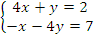 4x + y = 2
−x − 4y = 7